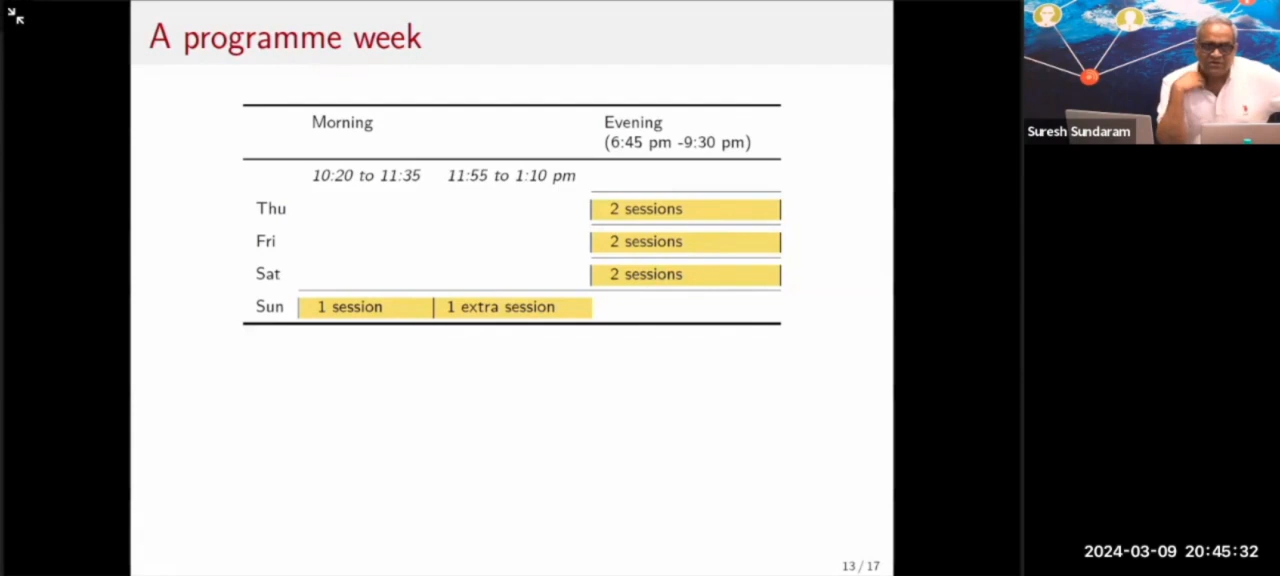 A programme week
Morning Evening
(6:45 pm -9:30 pm)
10:20 to 11:35 11:55 to 1:10 pm
Thu 2 sessions
Fri 2 sessions
Sat 2 sessions
Sun 1 session 1 extra session
13 / 17
Suresh Sundaram
2024-03-09 20:45:32